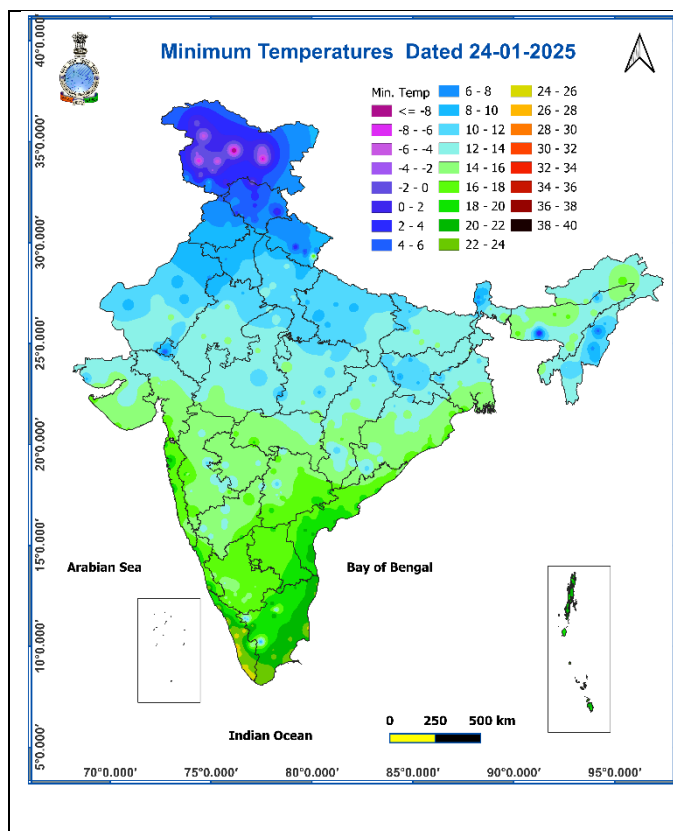 Minimum Temperatures Dated 24-01-2025
Min. Temp
<= -8
-8 - -6
-6 - -4
-4 - -2
-2 - 0
0 - 2
2 - 4
4 - 6
6 - 8
8 - 10
10 - 12
12 - 14
14 - 16
16 - 18
18 - 20
20 - 22
22 - 24
24 - 26
26 - 28
28 - 30
30 - 32
32 - 34
34 - 36
36 - 38
38 - 40
40°0.000'
35°0.000'
30°0.000'
25°0.000'
20°0.000'
15°0.000'
10°0.000'
5°0.000'
Arabian Sea
Bay of Bengal
Indian Ocean
0 250 500 km
70°0.000' 75°0.000' 80°0.000' 85°0.000' 90°0.000' 95°0.000'